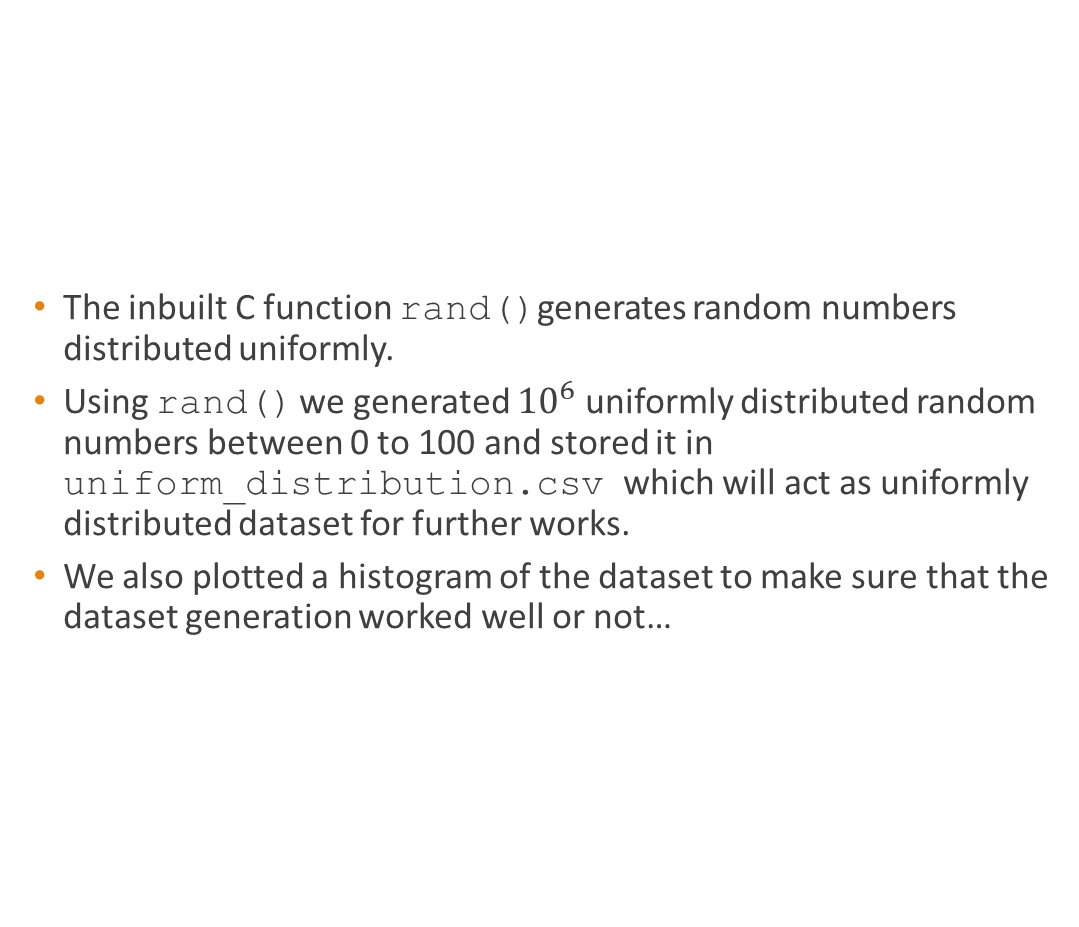 • The inbuilt C function rand() generates random numbers
distributed uniformly.
• Using rand() we generated 10⁶ uniformly distributed random
numbers between 0 to 100 and stored it in
uniform_distribution.csv which will act as uniformly
distributed dataset for further works.
• We also plotted a histogram of the dataset to make sure that the
dataset generation worked well or not…